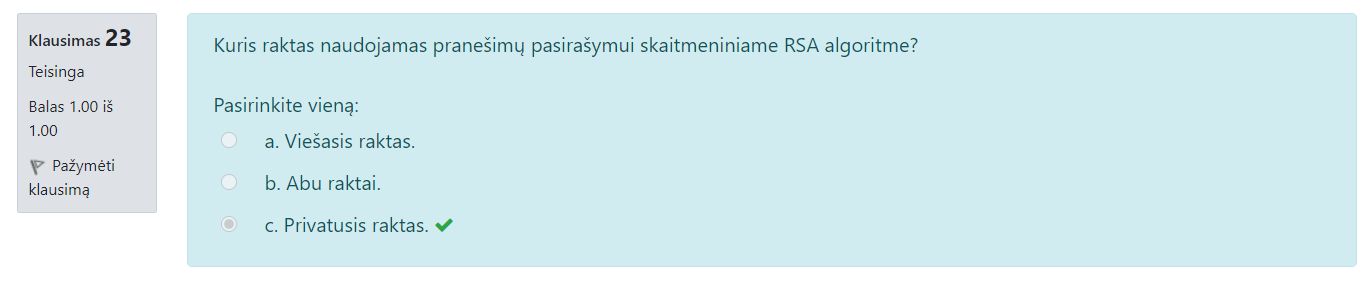 Klausimas 23
Teisinga
Balas 1.00 iš
1.00
Pažymėti
klausimą
Kuris raktas naudojamas pranešimų pasirašymui skaitmeniniame RSA algoritme?
Pasirinkite vieną:
a. Viešasis raktas.
b. Abu raktai.
c. Privatusis raktas.